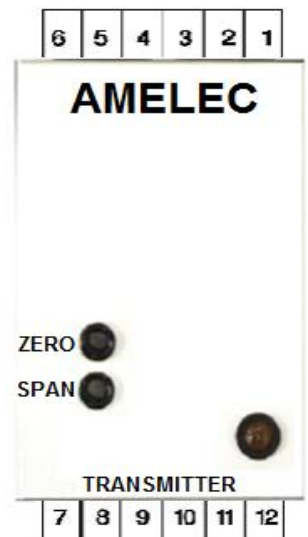 6 5 4 3 2 1
AMELEC
ZERO
SPAN
TRANSMITTER
7 8 9 10 11 12